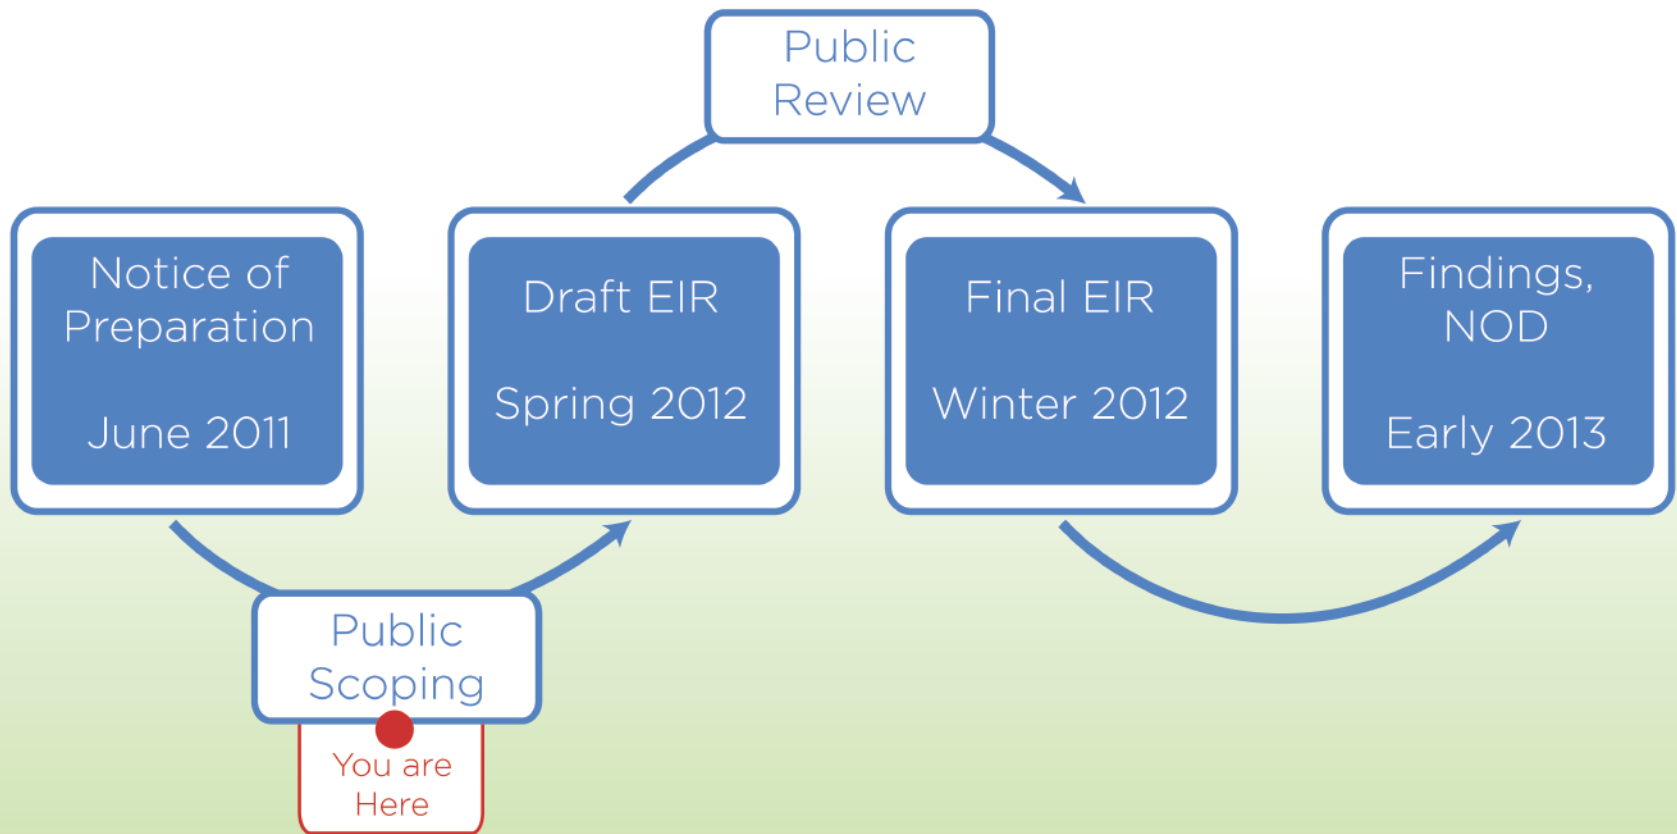 Public
Review
Notice of
Preparation
June 2011
Draft EIR
Spring 2012
Final EIR
Winter 2012
Findings,
NOD
Early 2013
Public
Scoping
You are
Here